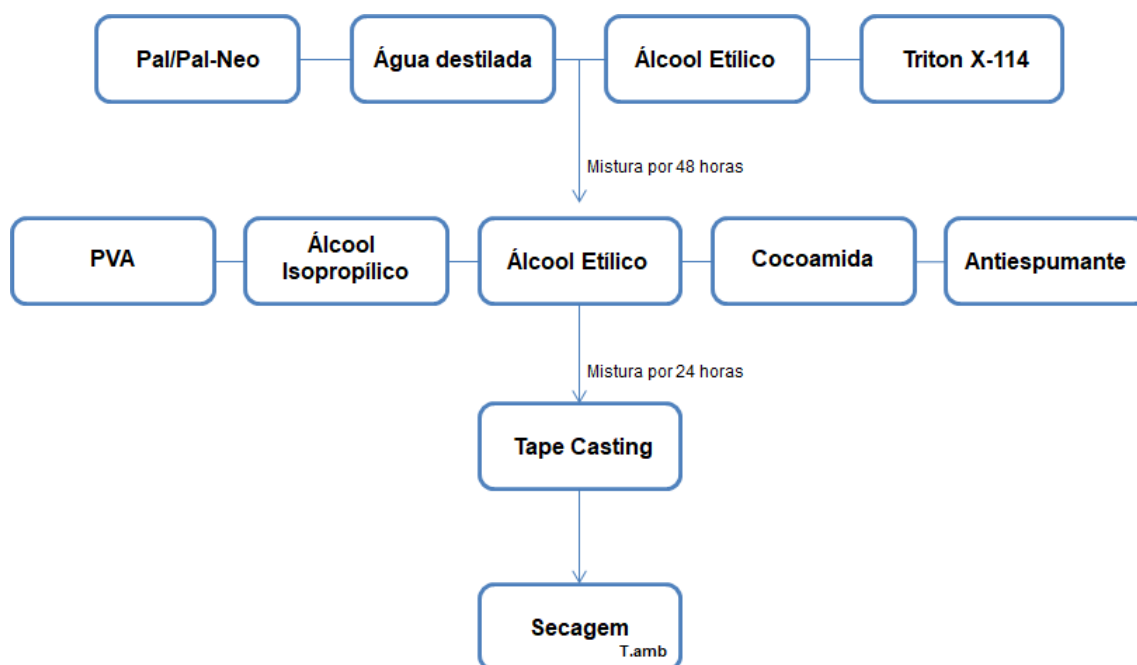 Pal/Pal-Neo
Água destilada
Álcool Etílico
Triton X-114
Mistura por 48 horas
PVA
Álcool
Isopropílico
Álcool Etílico
Cocoamida
Antiespumante
Mistura por 24 horas
Tape Casting
Secagem
T.amb